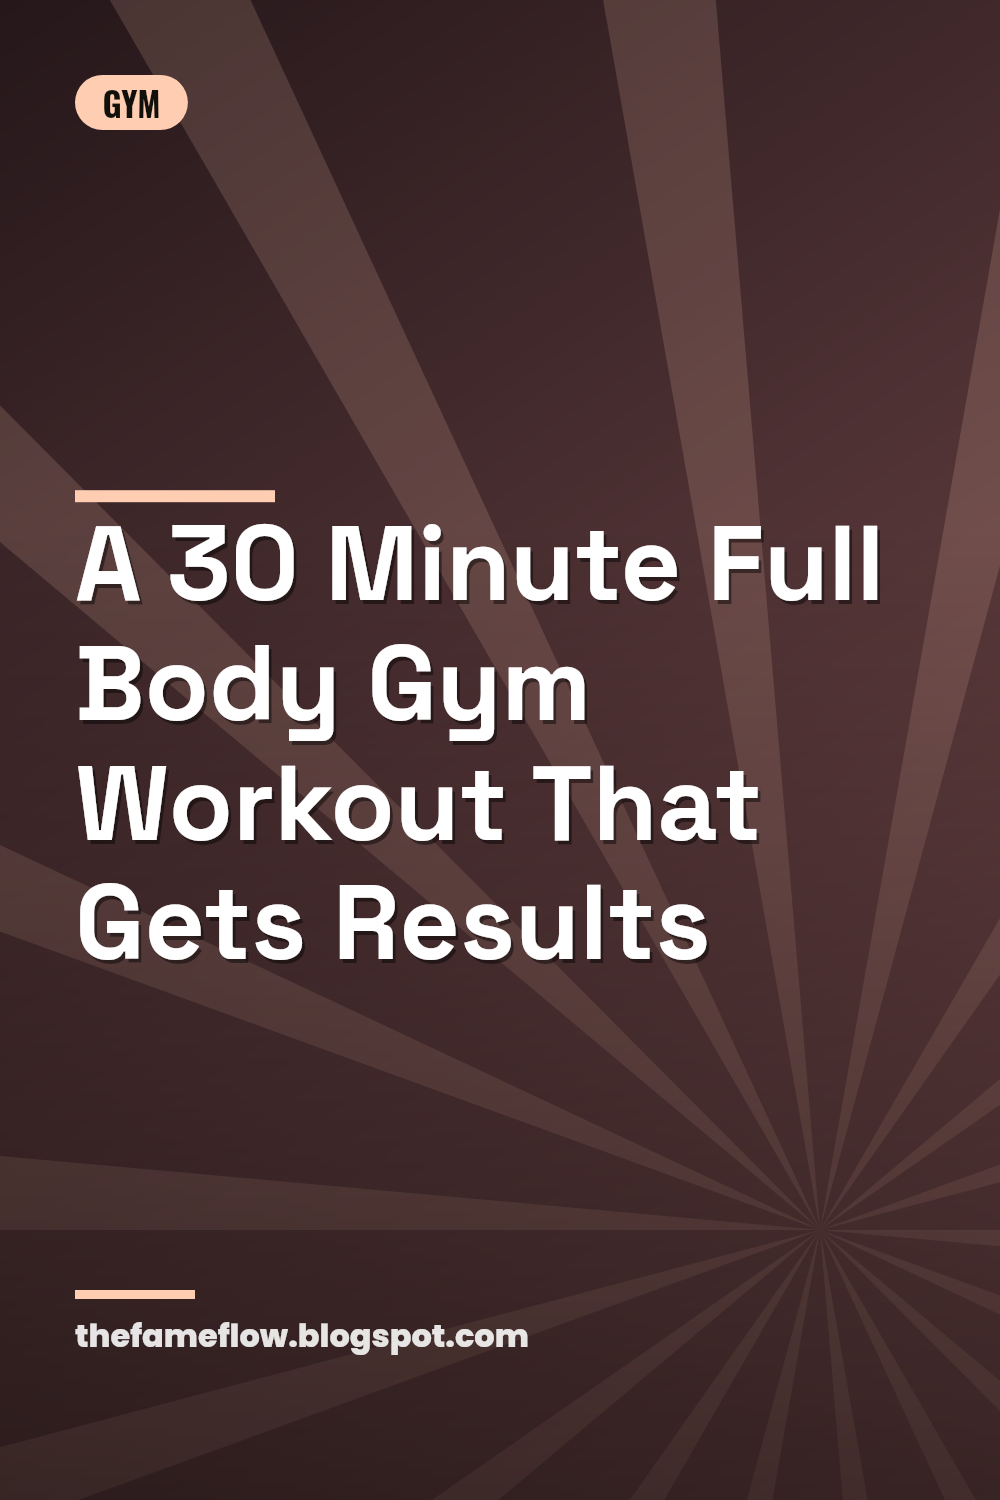 GYM
A 30 Minute Full
Body Gym
Workout That
Gets Results
thefameflow.blogspot.com